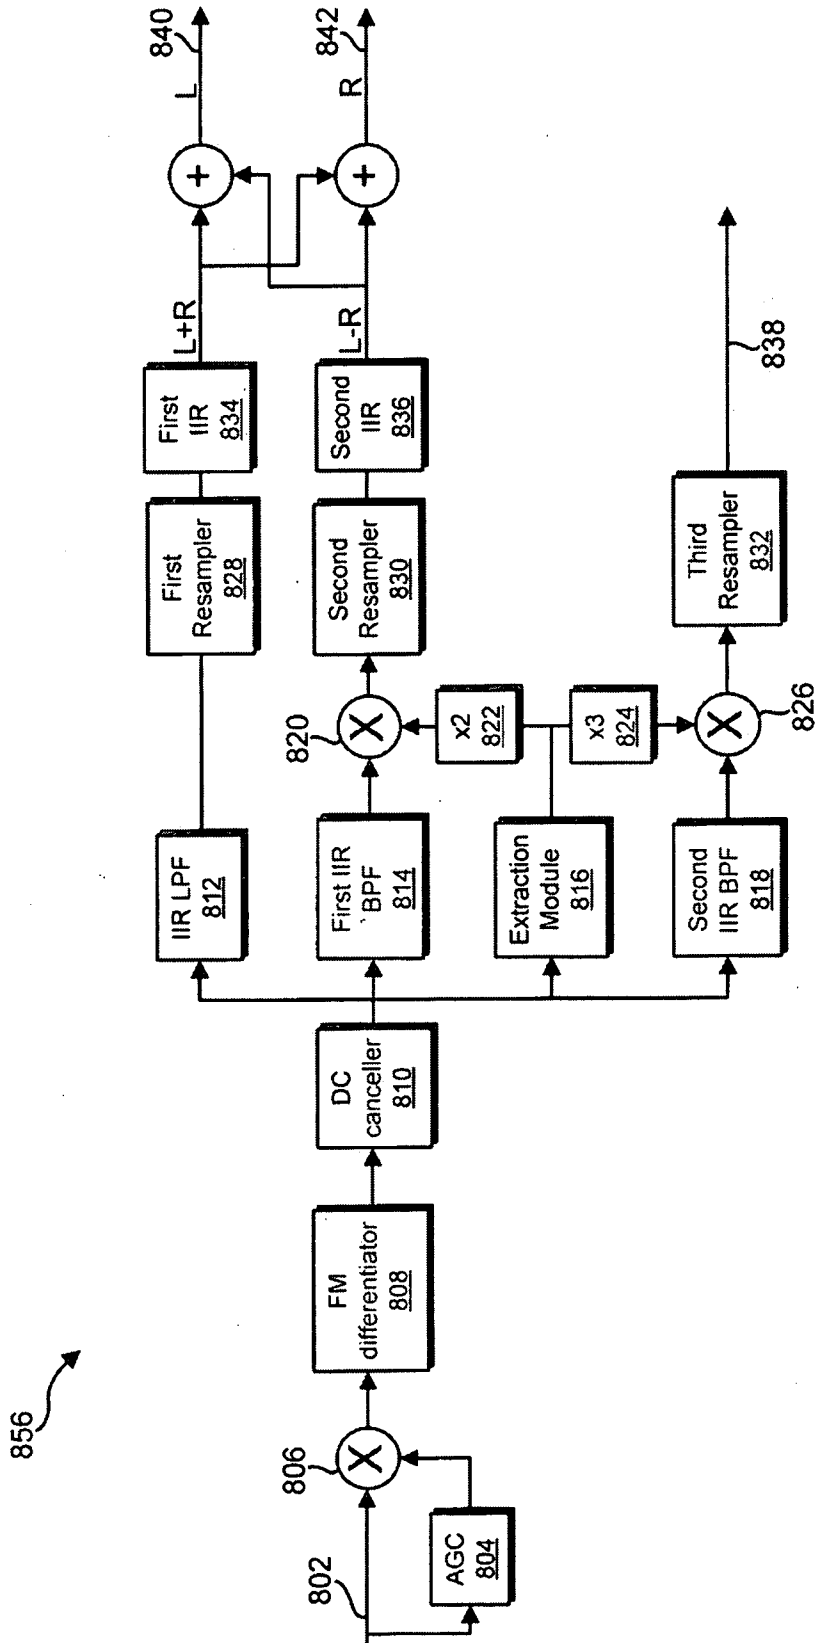 856
802
AGC
804
806
FM
differentiator
808
DC
canceller
810
IIR LPF
812
First IIR
BPF
814
Extraction
Module
816
Second
IIR BPF
818
820
x2
822
x3
824
826
First
Resampler
828
Second
Resampler
830
Third
Resampler
832
First
IIR
834
Second
IIR
836
L+R
L-R
838
+
+
L
840
R
842
X
X
X